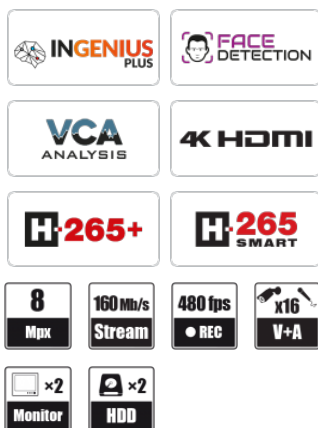 INGENIUS
PLUS
FACE
DETECTION
VCA
ANALYSIS
4K HDMI
H·265+
H·265
SMART
8
Mpx
160 Mb/s
Stream
480 fps
● REC
x16
V+A
×2
Monitor
×2
HDD